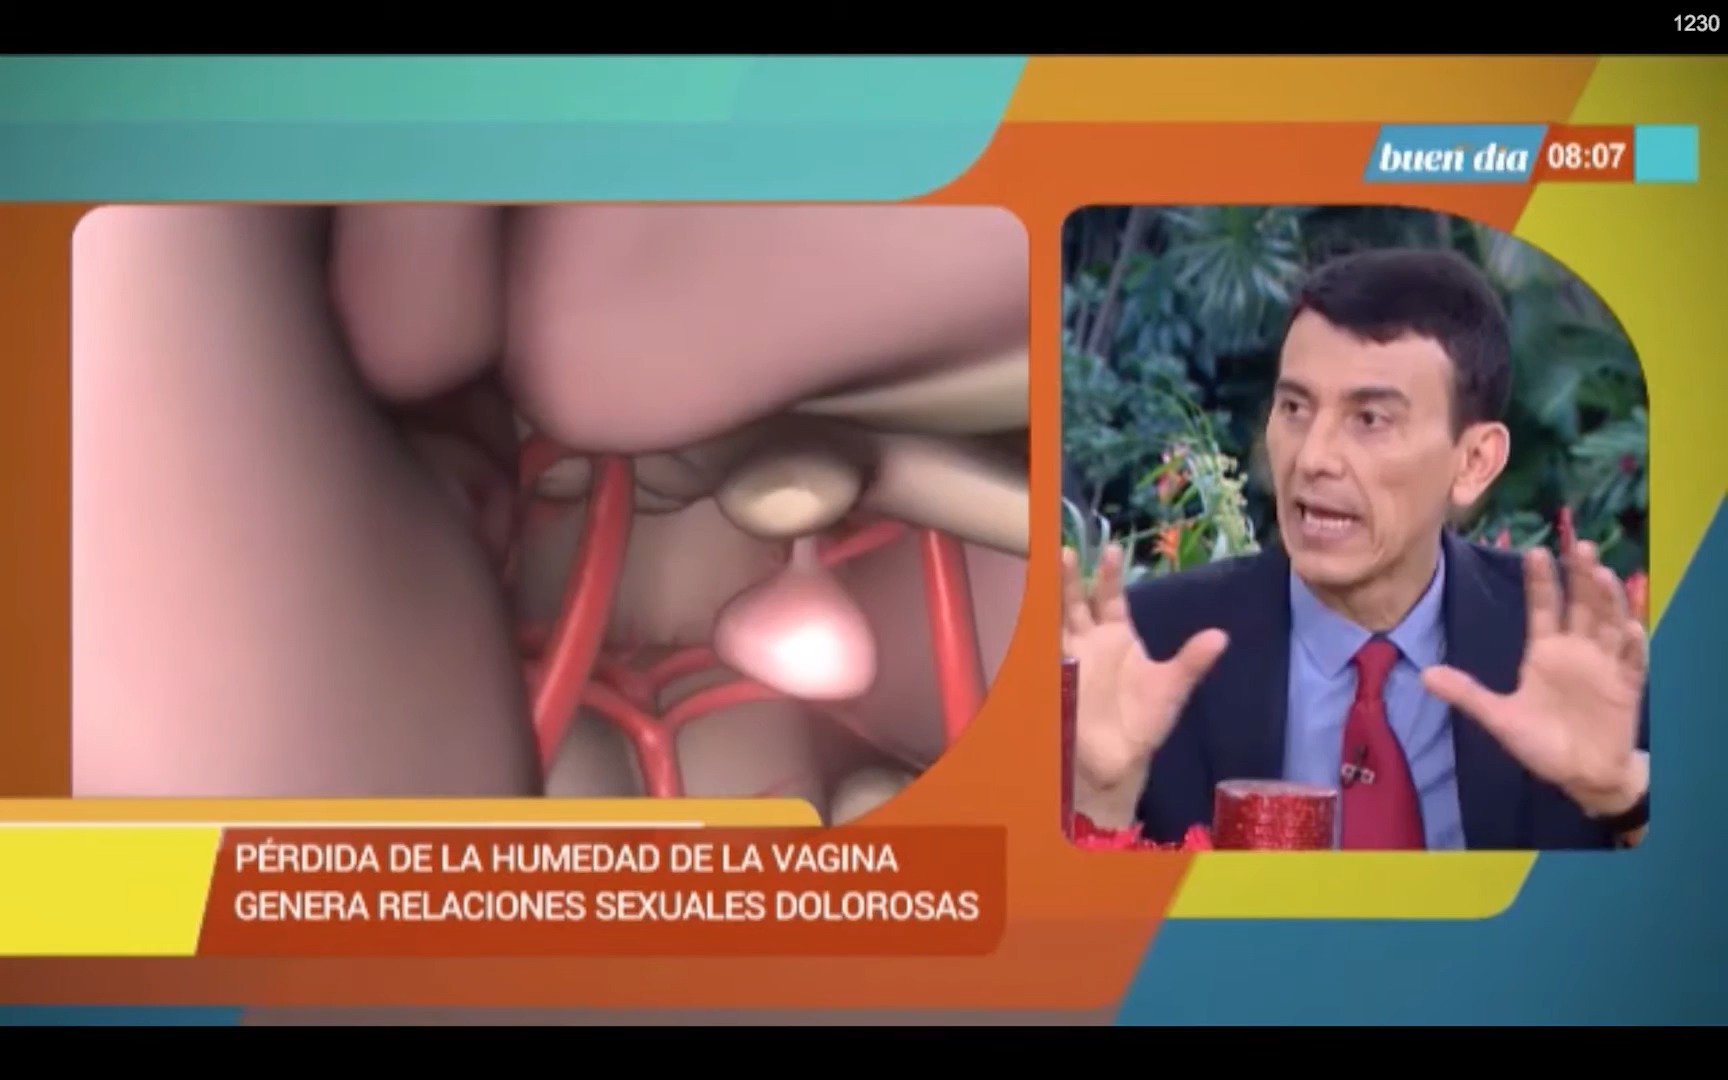 1230
buen día 08:07
PÉRDIDA DE LA HUMEDAD DE LA VAGINA
GENERA RELACIONES SEXUALES DOLOROSAS